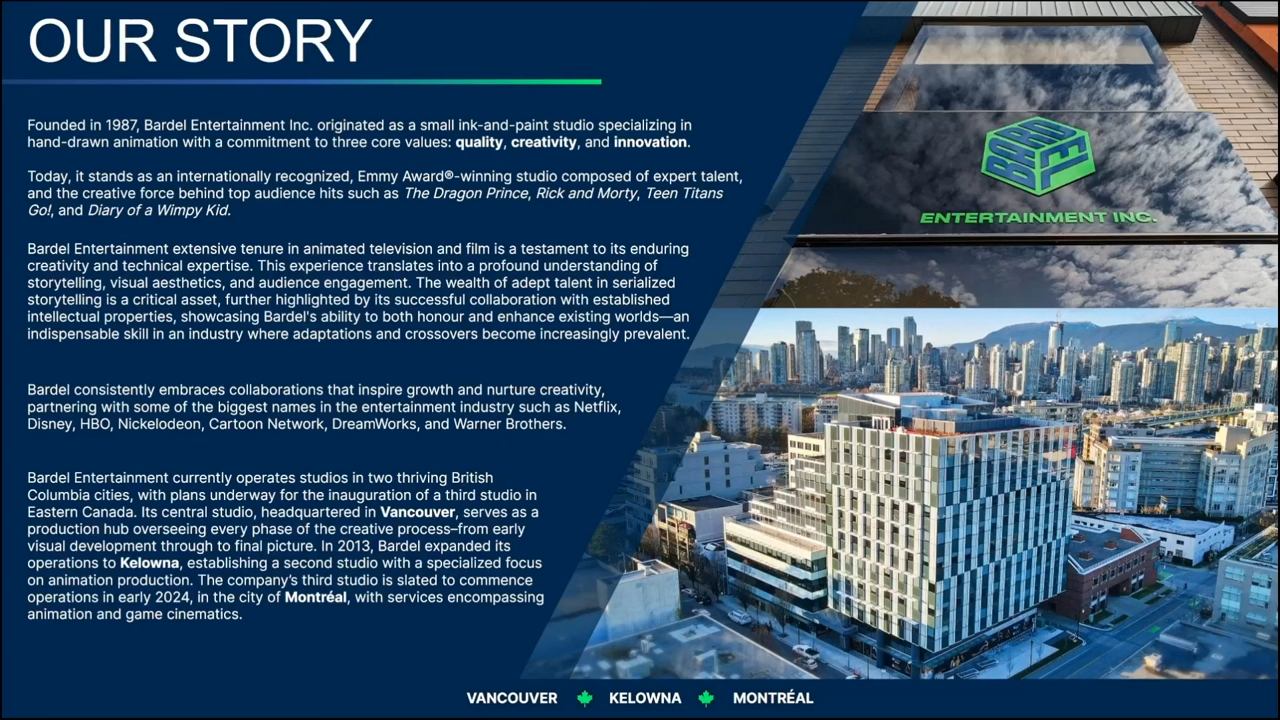 OUR STORY
Founded in 1987, Bardel Entertainment Inc. originated as a small ink-and-paint studio specializing in
hand-drawn animation with a commitment to three core values: quality, creativity, and innovation.
Today, it stands as an internationally recognized, Emmy Award®-winning studio composed of expert talent,
and the creative force behind top audience hits such as The Dragon Prince, Rick and Morty, Teen Titans
Go!, and Diary of a Wimpy Kid.
Bardel Entertainment extensive tenure in animated television and film is a testament to its enduring
creativity and technical expertise. This experience translates into a profound understanding of
storytelling, visual aesthetics, and audience engagement. The wealth of adept talent in serialized
storytelling is a critical asset, further highlighted by its successful collaboration with established
intellectual properties, showcasing Bardel's ability to both honour and enhance existing worlds—an
indispensable skill in an industry where adaptations and crossovers become increasingly prevalent.
Bardel consistently embraces collaborations that inspire growth and nurture creativity,
partnering with some of the biggest names in the entertainment industry such as Netflix,
Disney, HBO, Nickelodeon, Cartoon Network, DreamWorks, and Warner Brothers.
Bardel Entertainment currently operates studios in two thriving British
Columbia cities, with plans underway for the inauguration of a third studio in
Eastern Canada. Its central studio, headquartered in Vancouver, serves as a
production hub overseeing every phase of the creative process–from early
visual development through to final picture. In 2013, Bardel expanded its
operations to Kelowna, establishing a second studio with a specialized focus
on animation production. The company's third studio is slated to commence
operations in early 2024, in the city of Montréal, with services encompassing
animation and game cinematics.
BARDEL
ENTERTAINMENT INC.
VANCOUVER KELOWNA MONTRÉAL